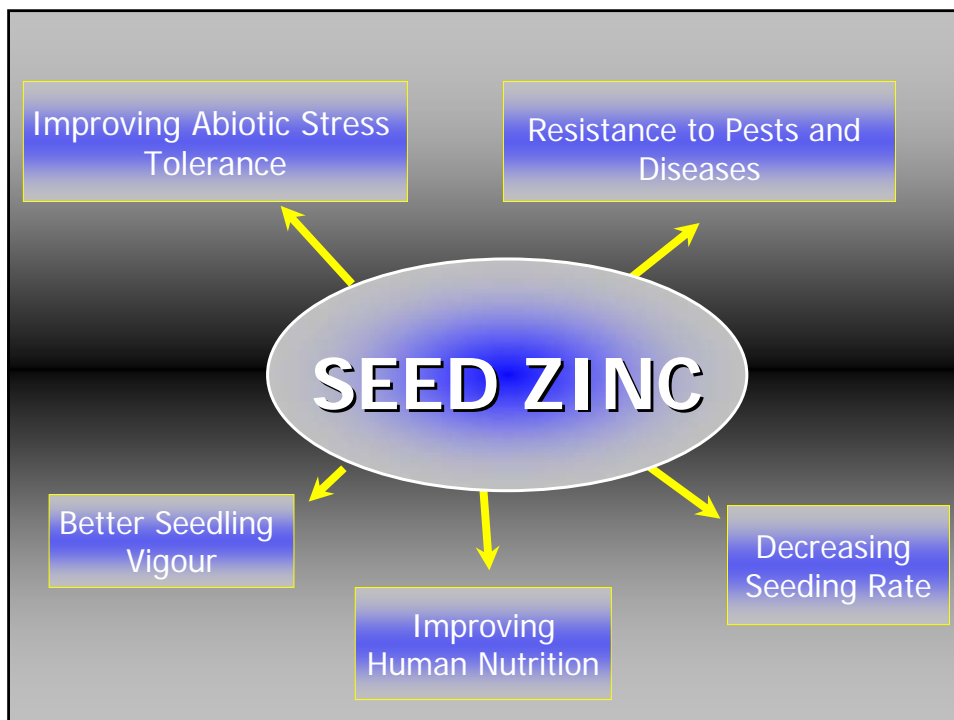 Improving Abiotic Stress
Tolerance
Resistance to Pests and
Diseases
SEED ZINC
Better Seedling
Vigour
Improving
Human Nutrition
Decreasing
Seeding Rate